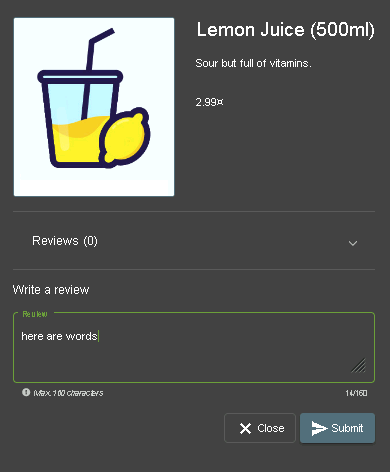 Lemon Juice (500ml)
Sour but full of vitamins.
2.99¤
Reviews (0)
Write a review
Review
here are words
Max. 160 characters
14/160
Close
Submit